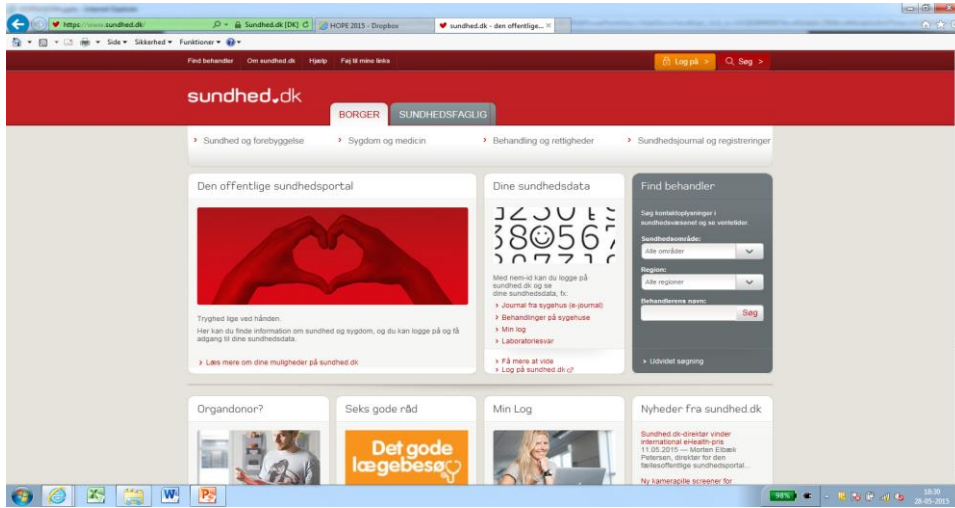 https://www.sundhed.dk/
Sundhed.dk [DK]
HOPE 2015 - Dropbox
sundhed.dk - den offentlige...
Side
Sikkerhed
Funktioner
Find behandler
Om sundhed.dk
Hjælp
Føj til mine links
Log på >
Søg >
sundhed.dk
BORGER
SUNDHEDSFAGLIG
Sundhed og forebyggelse
Sygdom og medicin
Behandling og rettigheder
Sundhedsjournal og registreringer
Den offentlige sundhedsportal
Tryghed lige ved hånden.
Her kan du finde information om sundhed og sygdom, og du kan logge på og få
adgang til dine sundhedsdata.
Læs mere om dine muligheder på sundhed.dk
Dine sundhedsdata
380567
Med nem-id kan du logge på
sundhed.dk og se
dine sundhedsdata, fx:
Journal fra sygehus (e-journal)
Behandlinger på sygehuse
Min log
Laboratoriesvar
Få mere at vide
Log på sundhed.dk
Find behandler
Søg kontaktoplysninger i
sundhedsvæsenet og se ventetider.
Sundhedsområde:
Alle områder
Region:
Alle regioner
Behandlerens navn:
Søg
Udvidet søgning
Organdonor?
Seks gode råd
Det gode
lægebesøg
Min Log
Nyheder fra sundhed.dk
Sundhed.dk-direktør vinder
international eHealth-pris
11.05.2015 — Morten Elbæk
Petersen, direktør for den
fællesoffentlige sundhedsportal...
Ny kamerapille screener for
98%
18:30
28-05-2015